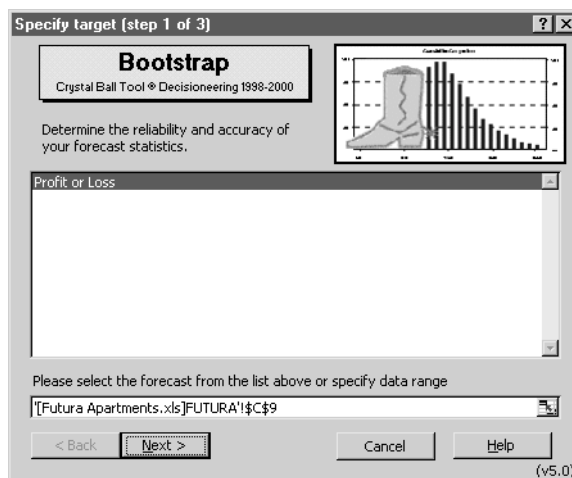 Specify target (step 1 of 3)
Bootstrap
Crystal Ball Tool ® Decisioneering 1998-2000
Determine the reliability and accuracy of
your forecast statistics.
Profit or Loss
Please select the forecast from the list above or specify data range
'[Futura Apartments.xls]FUTURA'!$C$9
< Back
Next >
Cancel
Help
(v5.0)